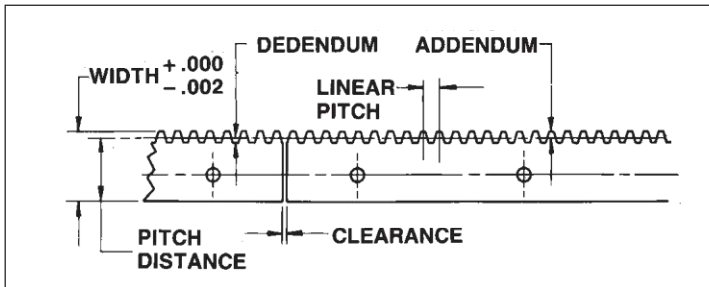 DEDENDUM
ADDENDUM
WIDTH +.000
-.002
LINEAR
PITCH
PITCH
DISTANCE
CLEARANCE